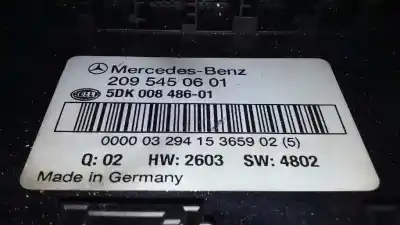 Mercedes-Benz
209 545 06 01
HELLA 5DK 008 486-01
0000 03 294 15 3659 02 (5)
Q: 02 HW: 2603 SW: 4802
Made in Germany